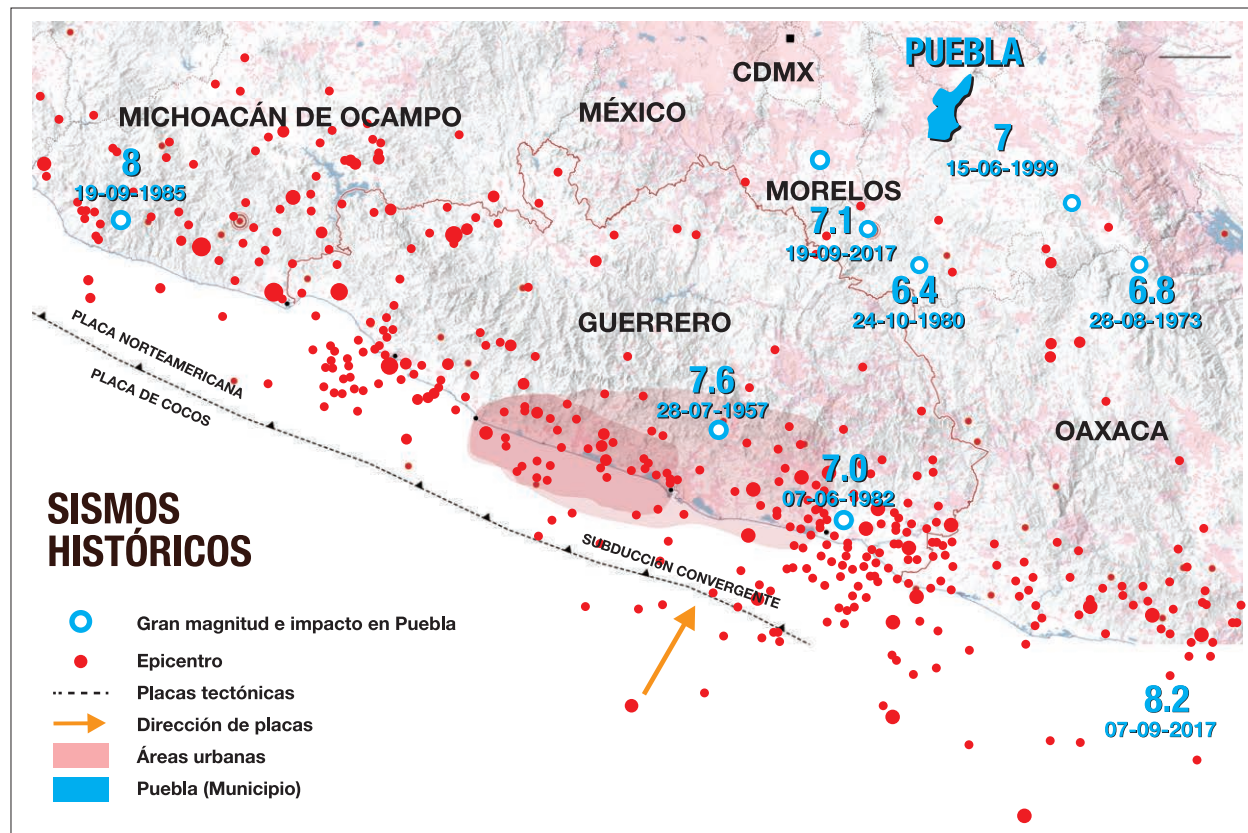 PUEBLA
CDMX
MICHOACÁN DE OCAMPO
MÉXICO
7
15-06-1999
8
19-09-1985
MORELOS
7.1
19-09-2017
6.4
24-10-1980
6.8
28-08-1973
GUERRERO
PLACA NORTEAMERICANA
PLACA DE COCOS
7.6
28-07-1957
OAXACA
7.0
07-06-1982
SUBDUCCIÓN CONVERGENTE
8.2
07-09-2017
SISMOS
HISTÓRICOS
Gran magnitud e impacto en Puebla
Epicentro
Placas tectónicas
Dirección de placas
Áreas urbanas
Puebla (Municipio)